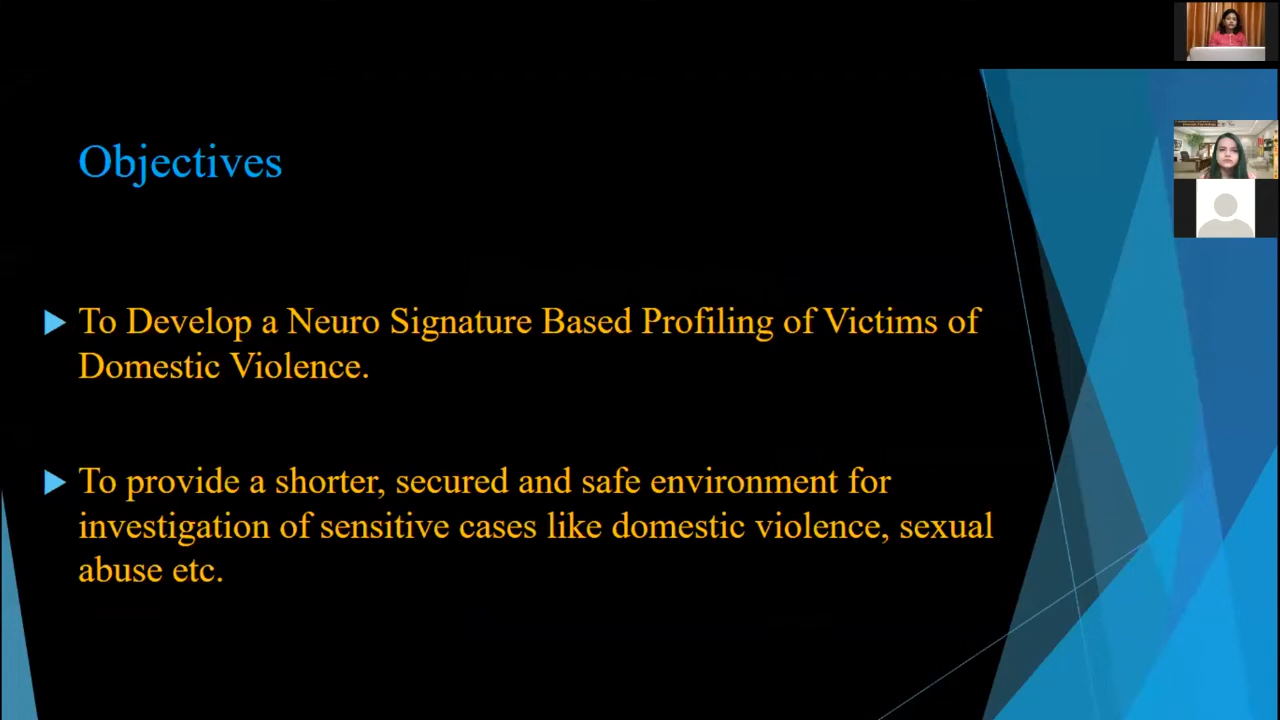 Objectives
To Develop a Neuro Signature Based Profiling of Victims of
Domestic Violence.
To provide a shorter, secured and safe environment for
investigation of sensitive cases like domestic violence, sexual
abuse etc.